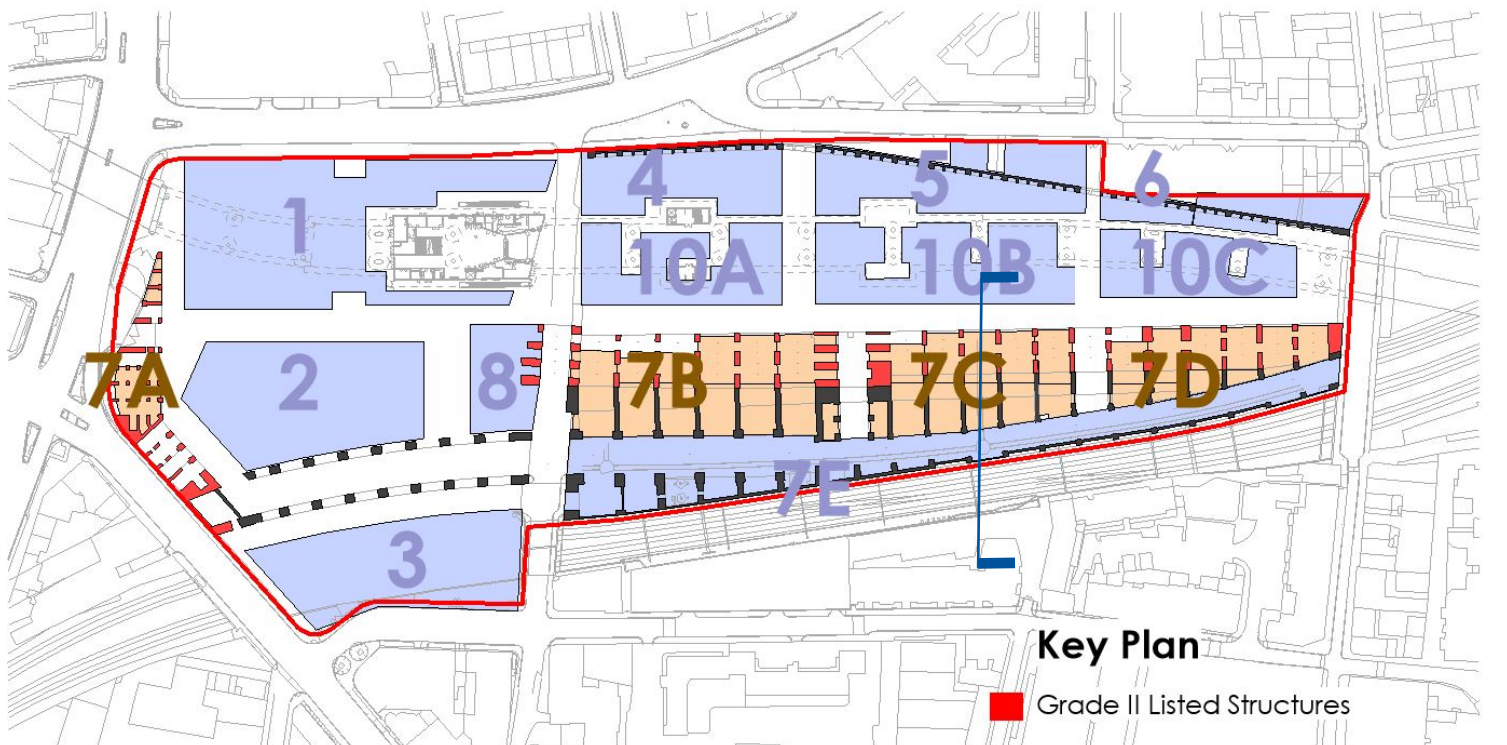 4
5
6
1
10A
10B
10C
7A
2
8
7B
7C
7D
7E
3
Key Plan
Grade II Listed Structures